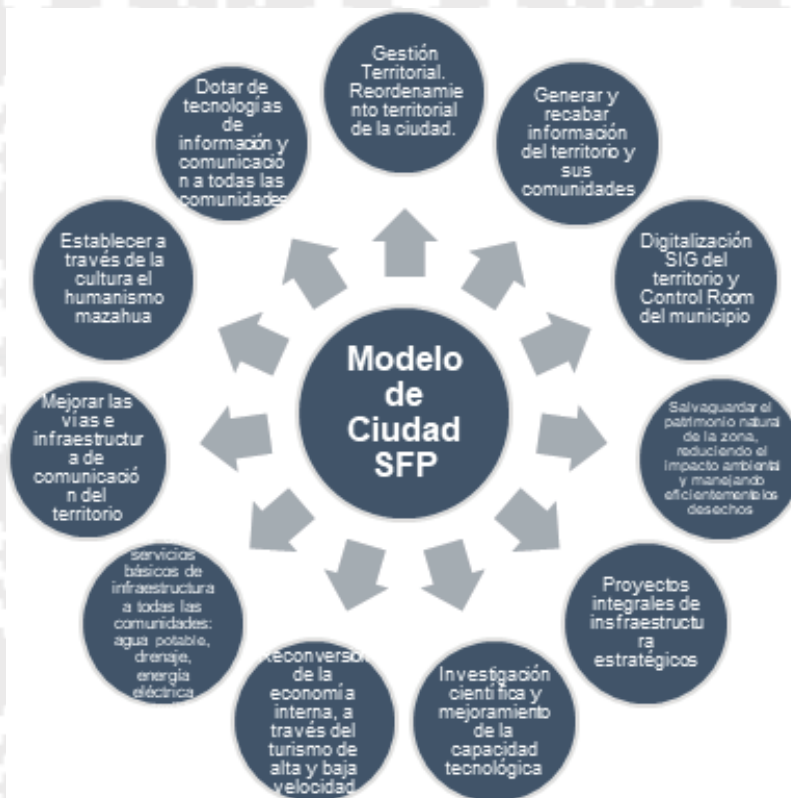 Gestión
Territorial.
Reordenamie
nto territorial
de la ciudad.
Generar y
recabar
información
del territorio y
sus
comunidades
Digitalización
SIG del
territorio y
Control Room
del municipio
Salvaguardar el
patrimonio natural
de la zona,
reduciendo el
impacto ambiental
y manejando
eficientemente los
desechos
Proyectos
integrales de
insfraestructu
ra
estratégicos
Investigación
científica y
mejoramiento
de la
capacidad
tecnológica
de la
economía
interna, a
través del
turismo de
alta y baja
velocidad
servicios
básicos de
infraestructura
a todas las
comunidades:
agua potable,
drenaje,
energía
eléctrica
Mejorar las
vías e
infraestructur
a de
comunicació
n del
territorio
Establecer a
través de la
cultura el
humanismo
mazahua
Dotar de
tecnologías
de
información y
comunicació
n a todas las
comunidades
Modelo
de
Ciudad
SFP